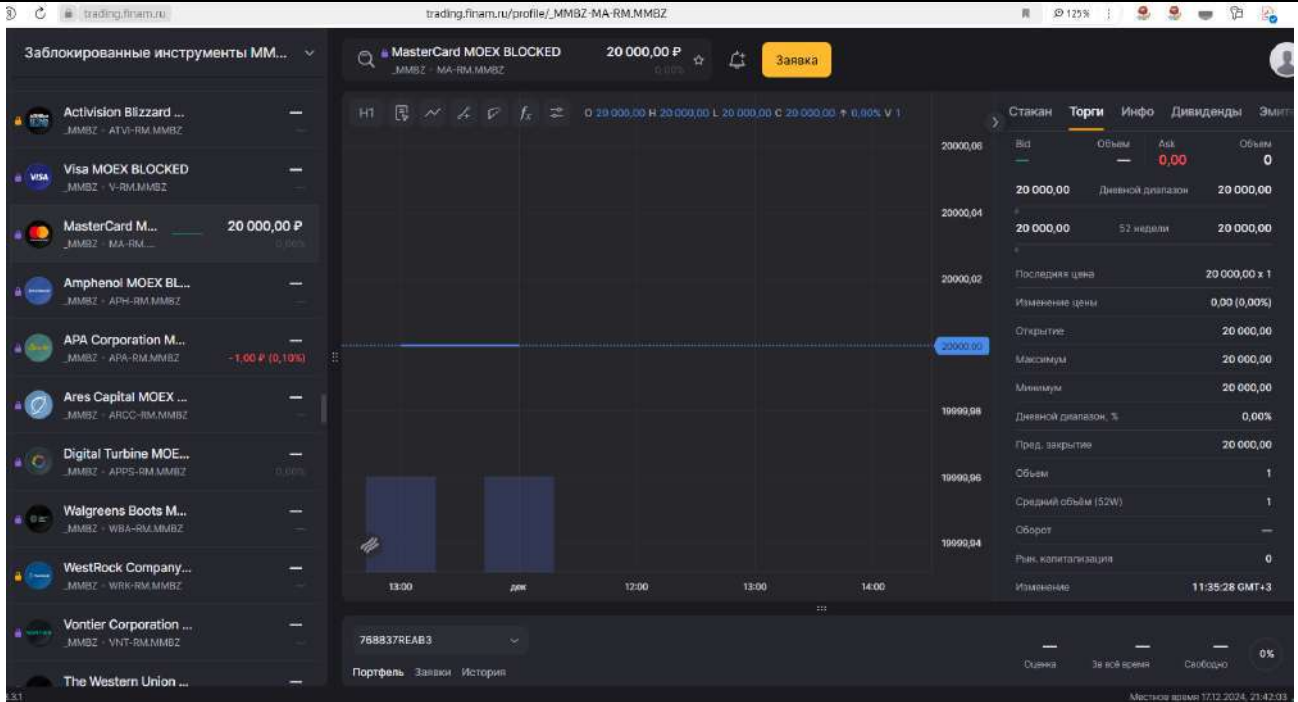 trading.finam.ru
trading.finam.ru/profile/_MMBZ-MA-RM.MMBZ
125%
Заблокированные инструменты ММ...
MasterCard MOEX BLOCKED
_MMBZ · MA-RM.MMBZ
20 000,00 ₽
0,00%
Заявка
Activision Blizzard ...
_MMBZ · ATVI-RM.MMBZ
—
Visa MOEX BLOCKED
_MMBZ · V-RM.MMBZ
—
MasterCard M...
_MMBZ · MA-RM....
20 000,00 ₽
0,00%
Amphenol MOEX BL...
_MMBZ · APH-RM.MMBZ
—
APA Corporation M...
_MMBZ · APA-RM.MMBZ
—
-1,00 ₽ (0,10%)
Ares Capital MOEX ...
_MMBZ · ARCC-RM.MMBZ
—
Digital Turbine MOE...
_MMBZ · APPS-RM.MMBZ
—
0,00%
Walgreens Boots M...
_MMBZ · WBA-RM.MMBZ
—
WestRock Company...
_MMBZ · WRK-RM.MMBZ
—
Vontier Corporation ...
_MMBZ · VNT-RM.MMBZ
—
The Western Union ...
—
H1
fx
O 20 000,00 H 20 000,00 L 20 000,00 C 20 000,00 ↑ 0,00% V 1
20000,06
20000,04
20000,02
20000,00
19999,98
19999,96
19999,94
13:00 дек 12:00 13:00 14:00
Стакан Торги Инфо Дивиденды Эмит
Bid Объем Ask Объем
— — 0,00 0
20 000,00 Дневной диапазон 20 000,00
20 000,00 52 недели 20 000,00
Последняя цена 20 000,00 x 1
Изменение цены 0,00 (0,00%)
Открытие 20 000,00
Максимум 20 000,00
Минимум 20 000,00
Дневной диапазон, % 0,00%
Пред. закрытие 20 000,00
Объем 1
Средний объём (52W) 1
Оборот —
Рын. капитализация 0
Изменение 11:35:28 GMT+3
768837REAB3
Портфель Заявки История
— — —
Оценка За всё время Свободно
0%
3.1
Местное время 17.12.2024, 21:42:03